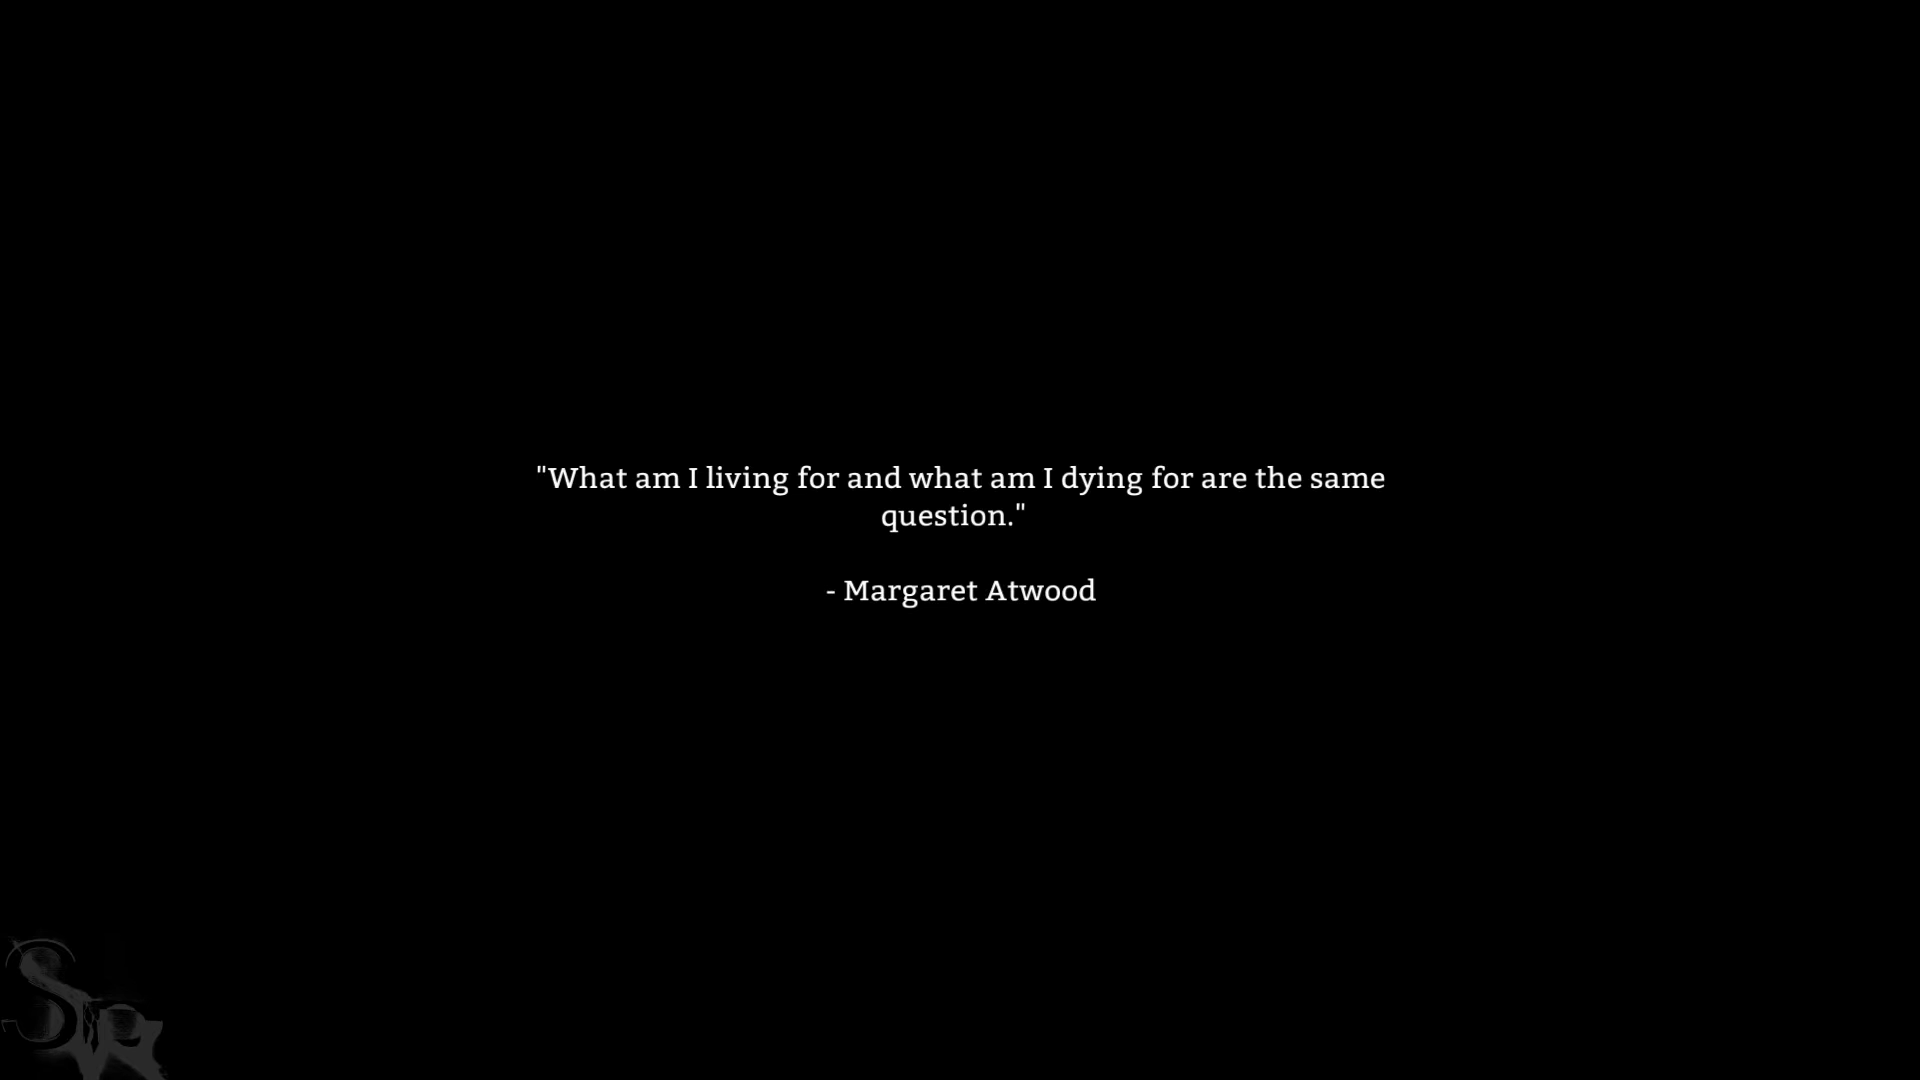 "What am I living for and what am I dying for are the same
question."
- Margaret Atwood